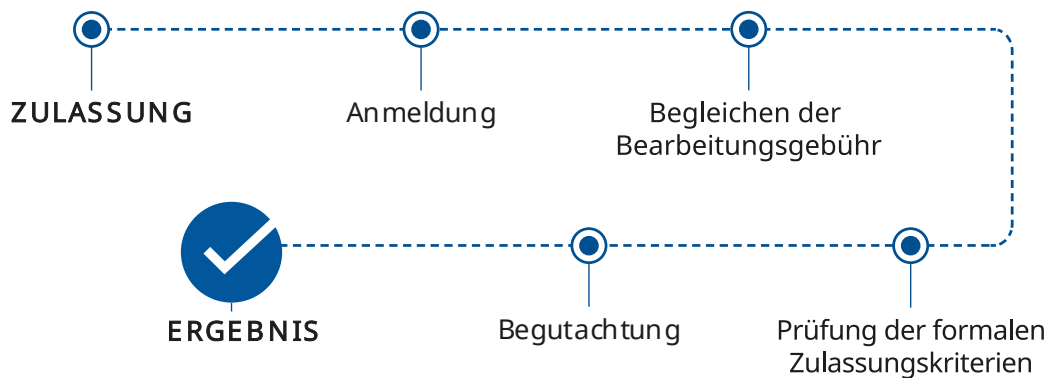 ZULASSUNG
Anmeldung
Begleichen der
Bearbeitungsgebühr
ERGEBNIS
Begutachtung
Prüfung der formalen
Zulassungskriterien